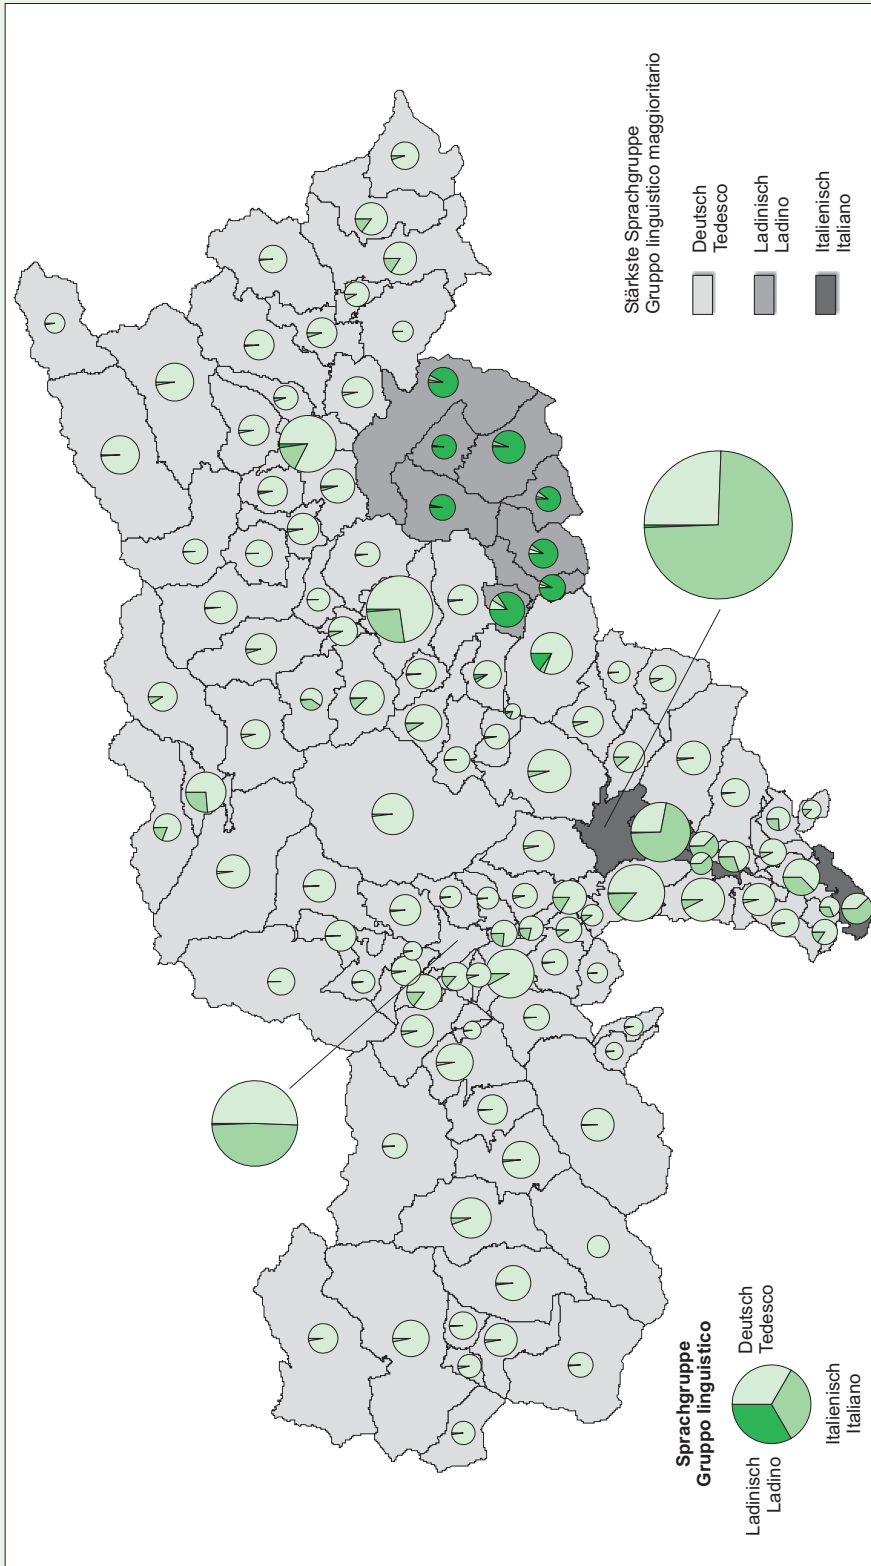 Stärkste Sprachgruppe
Gruppo linguistico maggioritario
Deutsch
Tedesco
Ladinisch
Ladino
Italienisch
Italiano
Sprachgruppe
Gruppo linguistico
Deutsch
Tedesco
Ladinisch
Ladino
Italienisch
Italiano